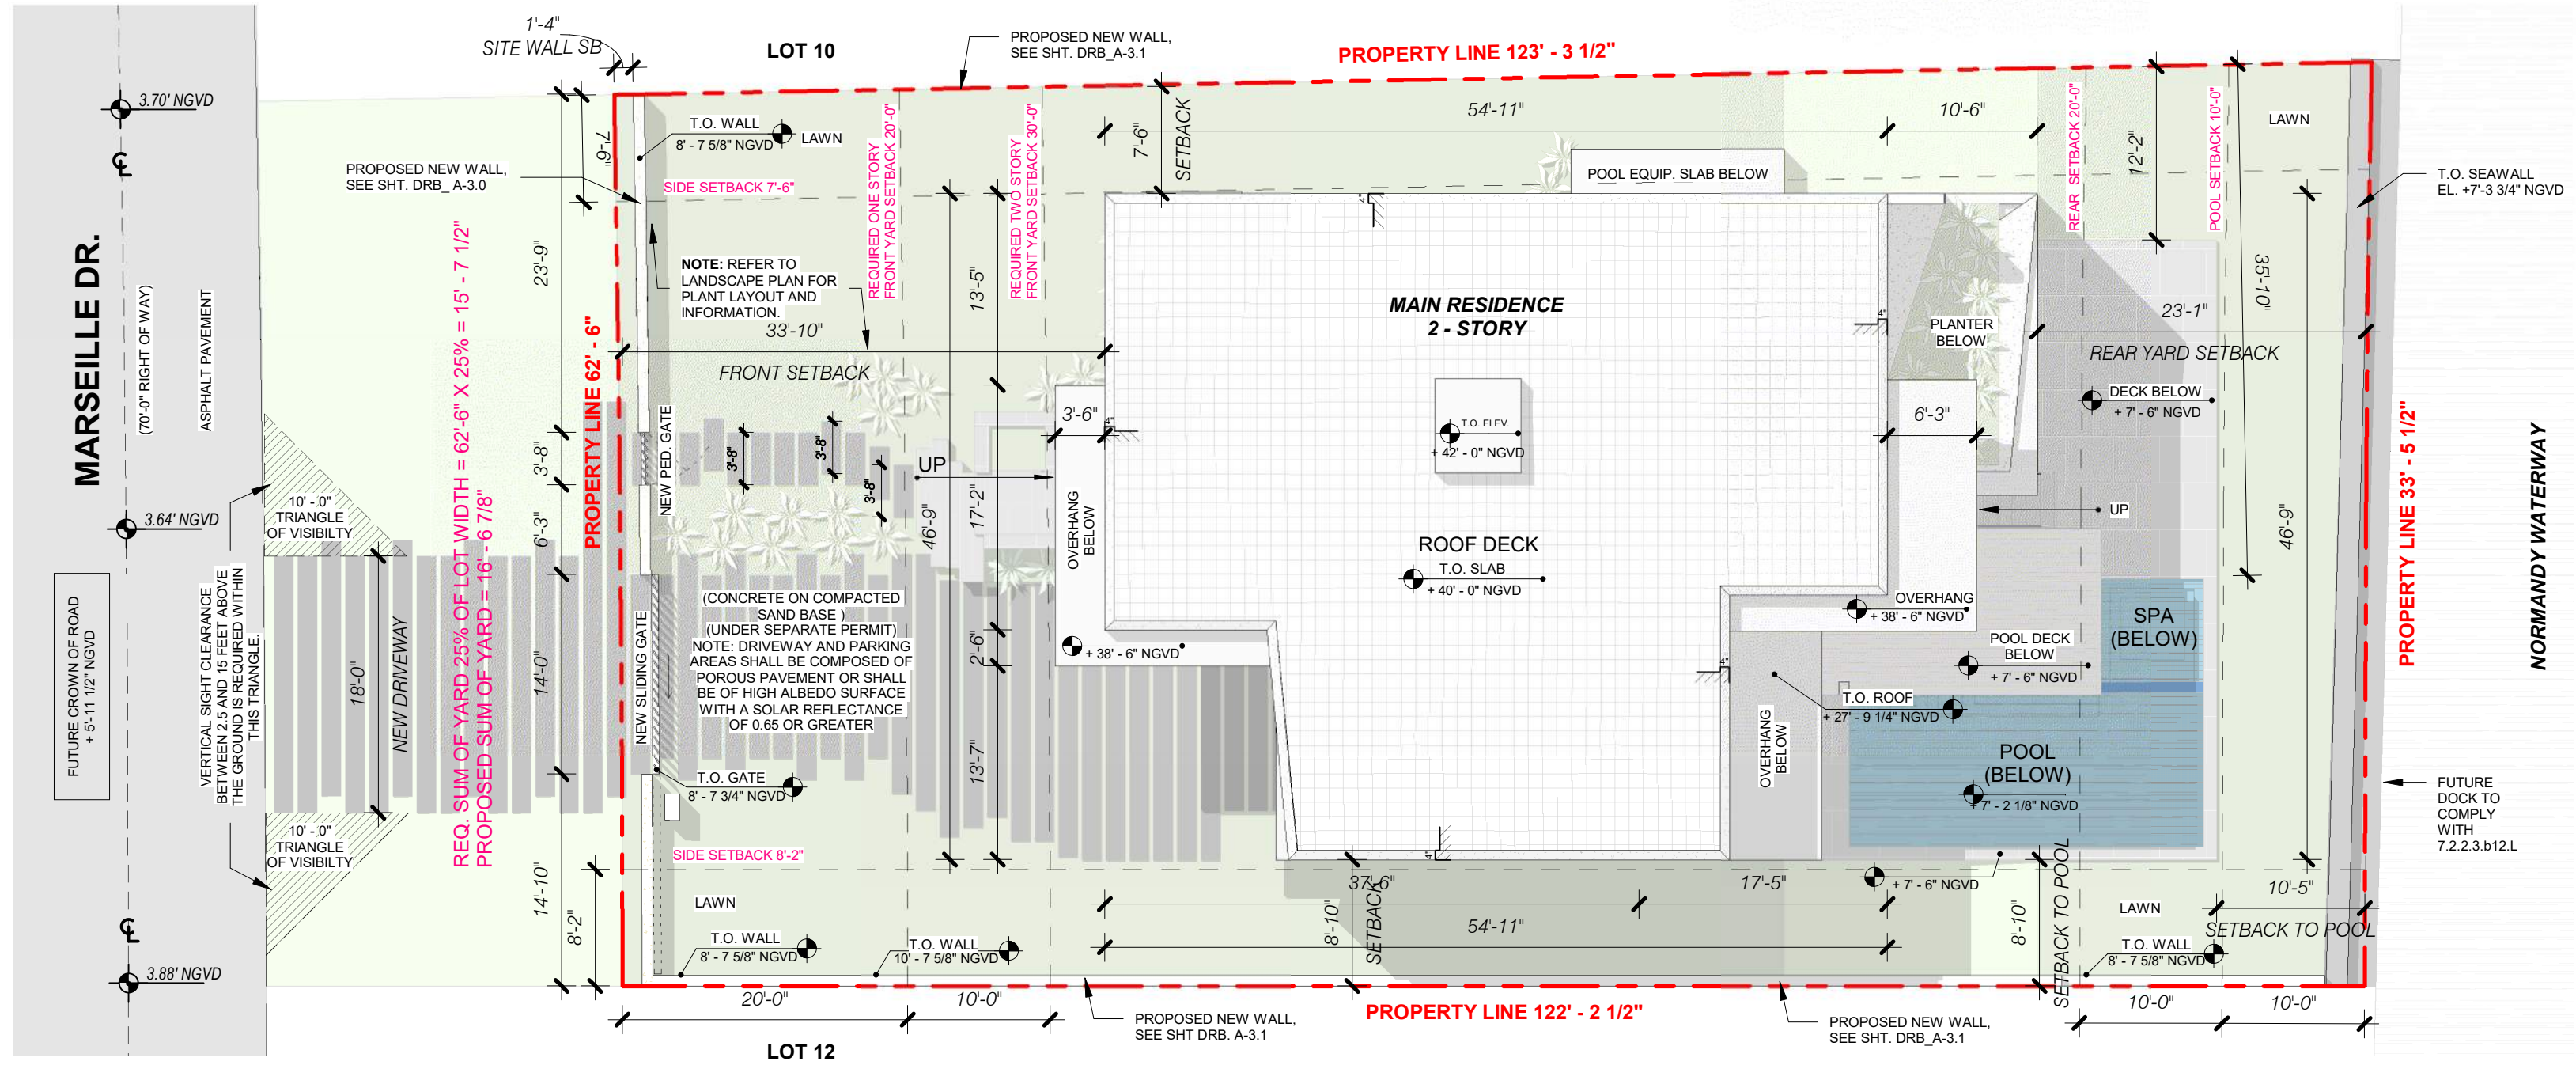 1'-4"
SITE WALL SB
LOT 10
PROPOSED NEW WALL,
SEE SHT. DRB_A-3.1
PROPERTY LINE 123' - 3 1/2"
3.70' NGVD
℄
MARSEILLE DR.
(70'-0" RIGHT OF WAY)
ASPHALT PAVEMENT
3.64' NGVD
FUTURE CROWN OF ROAD
+ 5'-11 1/2" NGVD
℄
3.88' NGVD
10' - 0"
TRIANGLE
OF VISIBILTY
VERTICAL SIGHT CLEARANCE
BETWEEN 2.5 AND 15 FEET ABOVE
THE GROUND IS REQUIRED WITHIN
THIS TRIANGLE.
10' - 0"
TRIANGLE
OF VISIBILTY
18'-0"
NEW DRIVEWAY
PROPOSED NEW WALL,
SEE SHT. DRB_ A-3.0
REQ. SUM OF YARD 25% OF LOT WIDTH = 62'-6" X 25% = 15' - 7 1/2"
PROPOSED SUM OF YARD = 16' - 6 7/8"
7'-6"
23'-9"
3'-8"
6'-3"
14'-0"
14'-10"
8'-2"
PROPERTY LINE 62' - 6"
T.O. WALL
8' - 7 5/8" NGVD
LAWN
SIDE SETBACK 7'-6"
NOTE: REFER TO
LANDSCAPE PLAN FOR
PLANT LAYOUT AND
INFORMATION.
33'-10"
FRONT SETBACK
REQUIRED ONE STORY
FRONT YARD SETBACK 20'-0"
REQUIRED TWO STORY
FRONT YARD SETBACK 30'-0"
13'-5"
NEW PED. GATE
3'-8"
3'-8"
3'-8"
UP
46'-9"
17'-2"
2'-6"
13'-7"
NEW SLIDING GATE
(CONCRETE ON COMPACTED
SAND BASE )
(UNDER SEPARATE PERMIT)
NOTE: DRIVEWAY AND PARKING
AREAS SHALL BE COMPOSED OF
POROUS PAVEMENT OR SHALL
BE OF HIGH ALBEDO SURFACE
WITH A SOLAR REFLECTANCE
OF 0.65 OR GREATER
T.O. GATE
8' - 7 3/4" NGVD
SIDE SETBACK 8'-2"
LAWN
T.O. WALL
8' - 7 5/8" NGVD
T.O. WALL
10' - 7 5/8" NGVD
20'-0"
10'-0"
LOT 12
7'-6"
SETBACK
54'-11"
10'-6"
POOL EQUIP. SLAB BELOW
4"
MAIN RESIDENCE
2 - STORY
4"
3'-6"
4"
OVERHANG
BELOW
T.O. ELEV.
+ 42' - 0" NGVD
ROOF DECK
T.O. SLAB
+ 40' - 0" NGVD
+ 38' - 6" NGVD
4"
4"
PLANTER
BELOW
6'-3"
UP
OVERHANG
+ 38' - 6" NGVD
POOL DECK
BELOW
+ 7' - 6" NGVD
T.O. ROOF
+ 27' - 9 1/4" NGVD
OVERHANG
BELOW
SPA
(BELOW)
POOL
(BELOW)
+ 7' - 2 1/8" NGVD
+ 7' - 6" NGVD
37'-6"
17'-5"
54'-11"
8'-10"
SETBACK
8'-10"
SETBACK TO POOL
PROPERTY LINE 122' - 2 1/2"
PROPOSED NEW WALL,
SEE SHT DRB. A-3.1
PROPOSED NEW WALL,
SEE SHT. DRB_A-3.1
REAR SETBACK 20'-0"
12'-2"
POOL SETBACK 10'-0"
LAWN
35'-10"
23'-1"
REAR YARD SETBACK
DECK BELOW
+ 7' - 6" NGVD
46'-9"
10'-5"
SETBACK TO POOL
LAWN
T.O. WALL
8' - 7 5/8" NGVD
10'-0"
10'-0"
T.O. SEAWALL
EL. +7'-3 3/4" NGVD
PROPERTY LINE 33' - 5 1/2"
NORMANDY WATERWAY
FUTURE
DOCK TO
COMPLY
WITH
7.2.2.3.b12.L